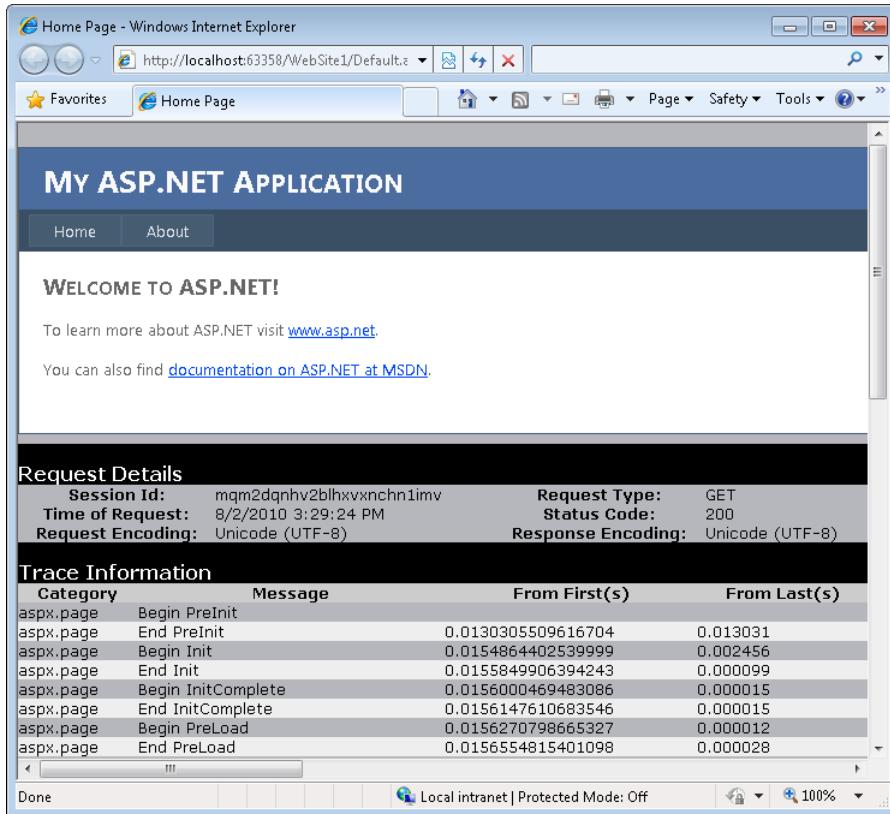 Home Page - Windows Internet Explorer
http://localhost:63358/WebSite1/Default.a
Favorites Home Page Page Safety Tools »
MY ASP.NET APPLICATION
Home About
WELCOME TO ASP.NET!
To learn more about ASP.NET visit www.asp.net.
You can also find documentation on ASP.NET at MSDN.
Request Details
Session Id: mqm2dqnhv2blhxvxnchn1imv Request Type: GET
Time of Request: 8/2/2010 3:29:24 PM Status Code: 200
Request Encoding: Unicode (UTF-8) Response Encoding: Unicode (UTF-8)
Trace Information
Category Message From First(s) From Last(s)
aspx.page Begin PreInit
aspx.page End PreInit 0.0130305509616704 0.013031
aspx.page Begin Init 0.0154864402539999 0.002456
aspx.page End Init 0.0155849906394243 0.000099
aspx.page Begin InitComplete 0.0156000469483086 0.000015
aspx.page End InitComplete 0.0156147610683546 0.000015
aspx.page Begin PreLoad 0.0156270798665327 0.000012
aspx.page End PreLoad 0.0156554815401098 0.000028
Done Local intranet | Protected Mode: Off 100%